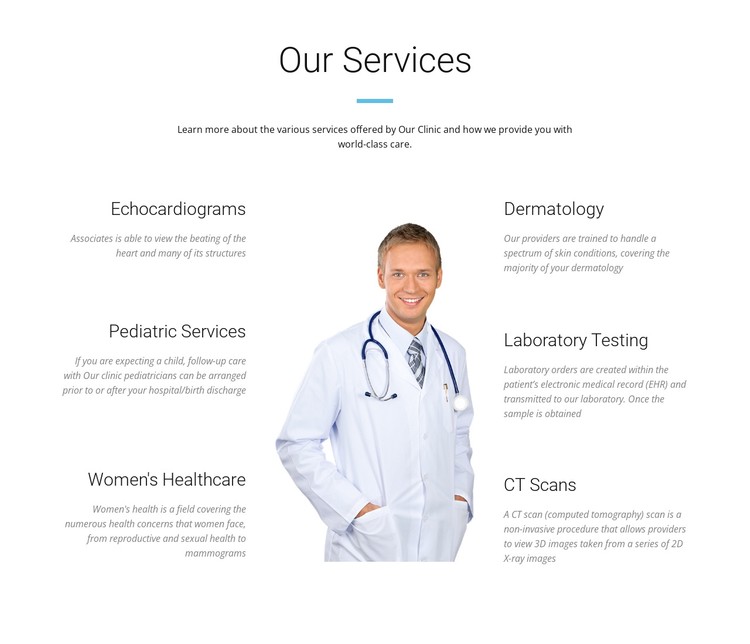 Our Services
Learn more about the various services offered by Our Clinic and how we provide you with
world-class care.
Echocardiograms
Associates is able to view the beating of the
heart and many of its structures
Pediatric Services
If you are expecting a child, follow-up care
with Our clinic pediatricians can be arranged
prior to or after your hospital/birth discharge
Women's Healthcare
Women's health is a field covering the
numerous health concerns that women face,
from reproductive and sexual health to
mammograms
Dermatology
Our providers are trained to handle a
spectrum of skin conditions, covering the
majority of your dermatology
Laboratory Testing
Laboratory orders are created within the
patient's electronic medical record (EHR) and
transmitted to our laboratory. Once the
sample is obtained
CT Scans
A CT scan (computed tomography) scan is a
non-invasive procedure that allows providers
to view 3D images taken from a series of 2D
X-ray images